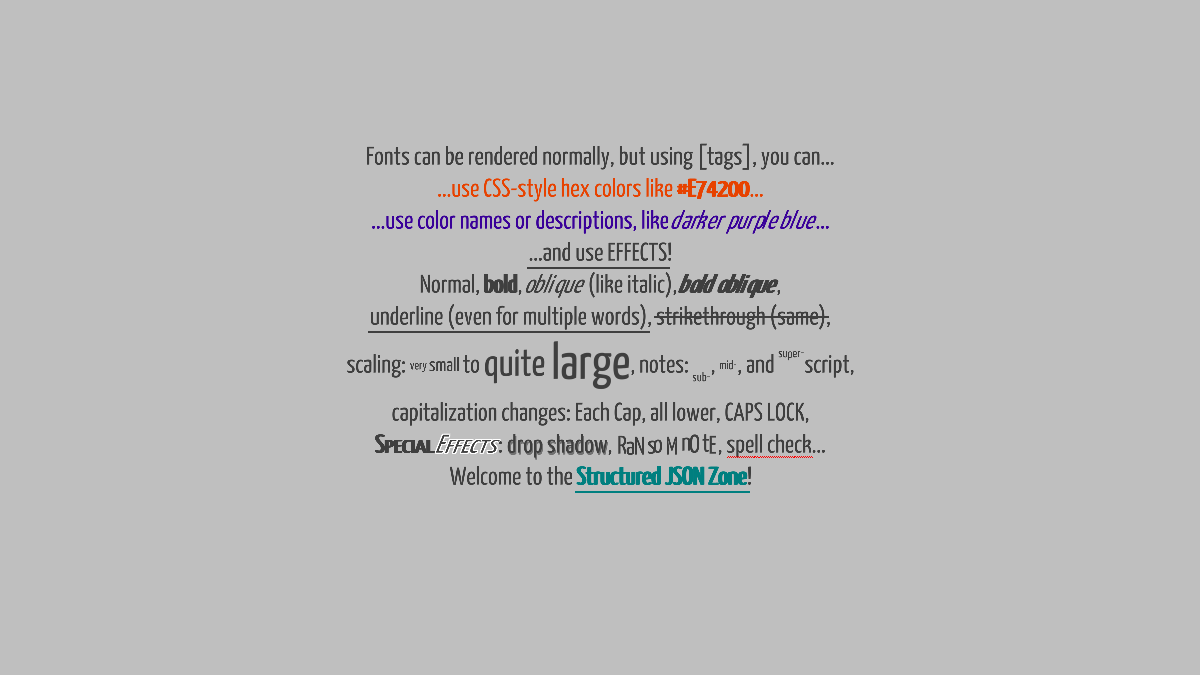 Fonts can be rendered normally, but using [tags], you can...
...use CSS-style hex colors like #E74200...
...use color names or descriptions, like darker purple blue...
...and use EFFECTS!
Normal, bold, oblique (like italic), bold oblique,
underline (even for multiple words), strikethrough (same),
scaling: very small to quite large, notes: sub-, mid-, and super-script,
capitalization changes: Each Cap, all lower, CAPS LOCK,
Special Effects: drop shadow, RaNsoM nOtE, spell check...
Welcome to the Structured JSON Zone!